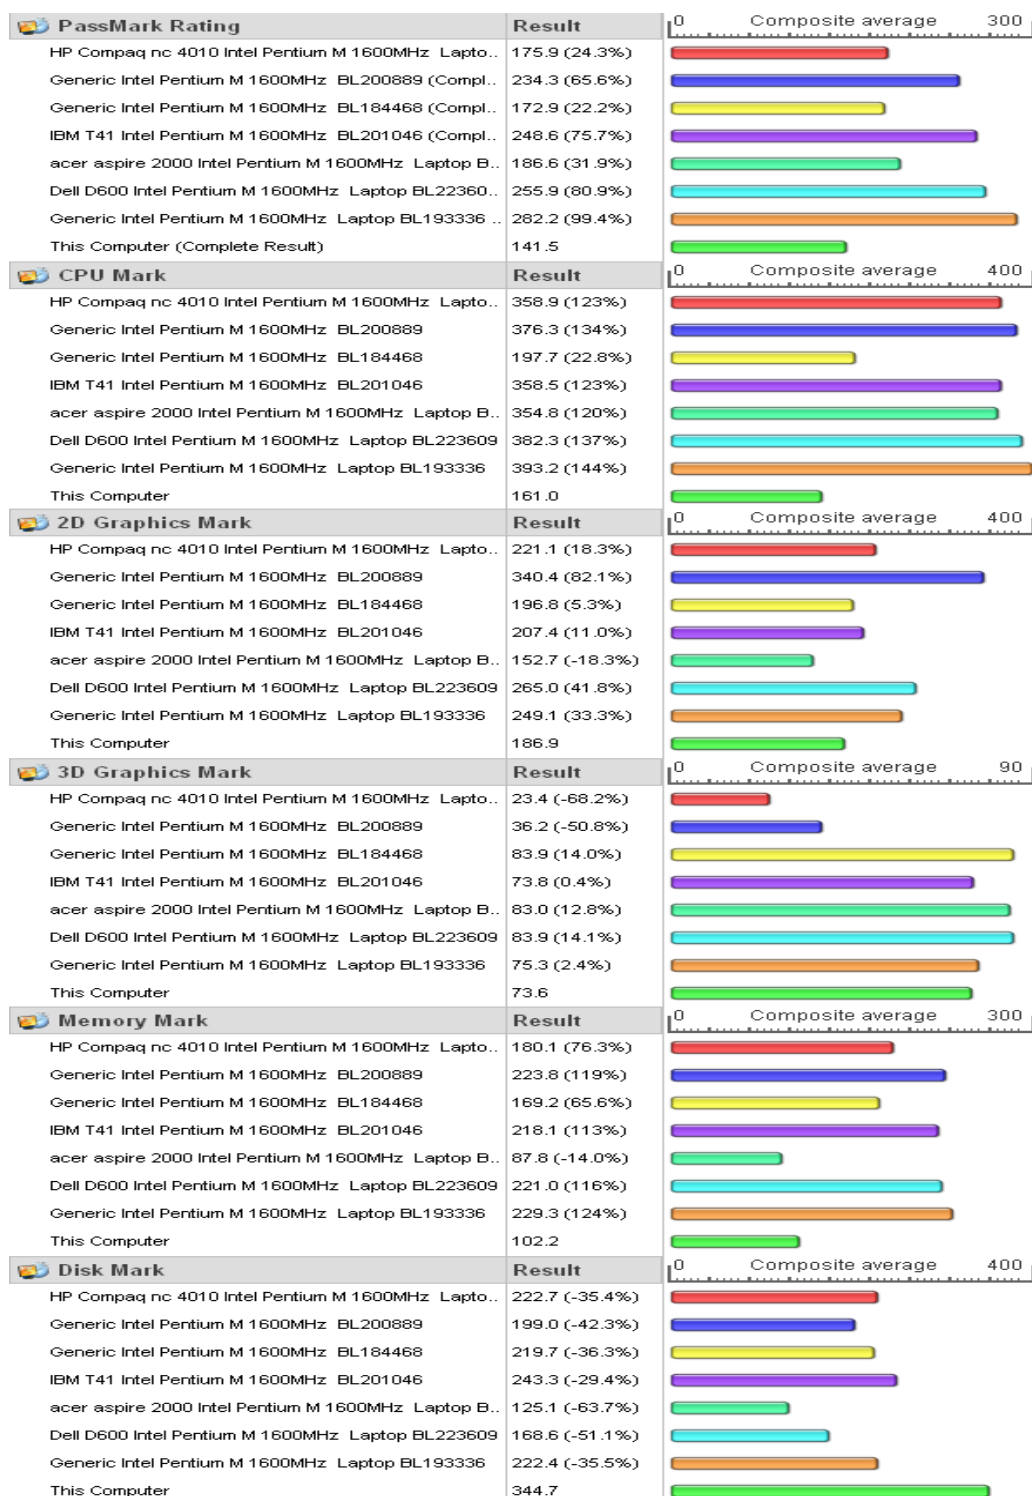 PassMark Rating Result 0 Composite average 300
HP Compaq nc 4010 Intel Pentium M 1600MHz Lapto.. 175.9 (24.3%)
Generic Intel Pentium M 1600MHz BL200889 (Compl.. 234.3 (65.6%)
Generic Intel Pentium M 1600MHz BL184468 (Compl.. 172.9 (22.2%)
IBM T41 Intel Pentium M 1600MHz BL201046 (Compl.. 248.6 (75.7%)
acer aspire 2000 Intel Pentium M 1600MHz Laptop B.. 186.6 (31.9%)
Dell D600 Intel Pentium M 1600MHz Laptop BL22360.. 255.9 (80.9%)
Generic Intel Pentium M 1600MHz Laptop BL193336 .. 282.2 (99.4%)
This Computer (Complete Result) 141.5
CPU Mark Result 0 Composite average 400
HP Compaq nc 4010 Intel Pentium M 1600MHz Lapto.. 358.9 (123%)
Generic Intel Pentium M 1600MHz BL200889 376.3 (134%)
Generic Intel Pentium M 1600MHz BL184468 197.7 (22.8%)
IBM T41 Intel Pentium M 1600MHz BL201046 358.5 (123%)
acer aspire 2000 Intel Pentium M 1600MHz Laptop B.. 354.8 (120%)
Dell D600 Intel Pentium M 1600MHz Laptop BL223609 382.3 (137%)
Generic Intel Pentium M 1600MHz Laptop BL193336 393.2 (144%)
This Computer 161.0
2D Graphics Mark Result 0 Composite average 400
HP Compaq nc 4010 Intel Pentium M 1600MHz Lapto.. 221.1 (18.3%)
Generic Intel Pentium M 1600MHz BL200889 340.4 (82.1%)
Generic Intel Pentium M 1600MHz BL184468 196.8 (5.3%)
IBM T41 Intel Pentium M 1600MHz BL201046 207.4 (11.0%)
acer aspire 2000 Intel Pentium M 1600MHz Laptop B.. 152.7 (-18.3%)
Dell D600 Intel Pentium M 1600MHz Laptop BL223609 265.0 (41.8%)
Generic Intel Pentium M 1600MHz Laptop BL193336 249.1 (33.3%)
This Computer 186.9
3D Graphics Mark Result 0 Composite average 90
HP Compaq nc 4010 Intel Pentium M 1600MHz Lapto.. 23.4 (-68.2%)
Generic Intel Pentium M 1600MHz BL200889 36.2 (-50.8%)
Generic Intel Pentium M 1600MHz BL184468 83.9 (14.0%)
IBM T41 Intel Pentium M 1600MHz BL201046 73.8 (0.4%)
acer aspire 2000 Intel Pentium M 1600MHz Laptop B.. 83.0 (12.8%)
Dell D600 Intel Pentium M 1600MHz Laptop BL223609 83.9 (14.1%)
Generic Intel Pentium M 1600MHz Laptop BL193336 75.3 (2.4%)
This Computer 73.6
Memory Mark Result 0 Composite average 300
HP Compaq nc 4010 Intel Pentium M 1600MHz Lapto.. 180.1 (76.3%)
Generic Intel Pentium M 1600MHz BL200889 223.8 (119%)
Generic Intel Pentium M 1600MHz BL184468 169.2 (65.6%)
IBM T41 Intel Pentium M 1600MHz BL201046 218.1 (113%)
acer aspire 2000 Intel Pentium M 1600MHz Laptop B.. 87.8 (-14.0%)
Dell D600 Intel Pentium M 1600MHz Laptop BL223609 221.0 (116%)
Generic Intel Pentium M 1600MHz Laptop BL193336 229.3 (124%)
This Computer 102.2
Disk Mark Result 0 Composite average 400
HP Compaq nc 4010 Intel Pentium M 1600MHz Lapto.. 222.7 (-35.4%)
Generic Intel Pentium M 1600MHz BL200889 199.0 (-42.3%)
Generic Intel Pentium M 1600MHz BL184468 219.7 (-36.3%)
IBM T41 Intel Pentium M 1600MHz BL201046 243.3 (-29.4%)
acer aspire 2000 Intel Pentium M 1600MHz Laptop B.. 125.1 (-63.7%)
Dell D600 Intel Pentium M 1600MHz Laptop BL223609 168.6 (-51.1%)
Generic Intel Pentium M 1600MHz Laptop BL193336 222.4 (-35.5%)
This Computer 344.7